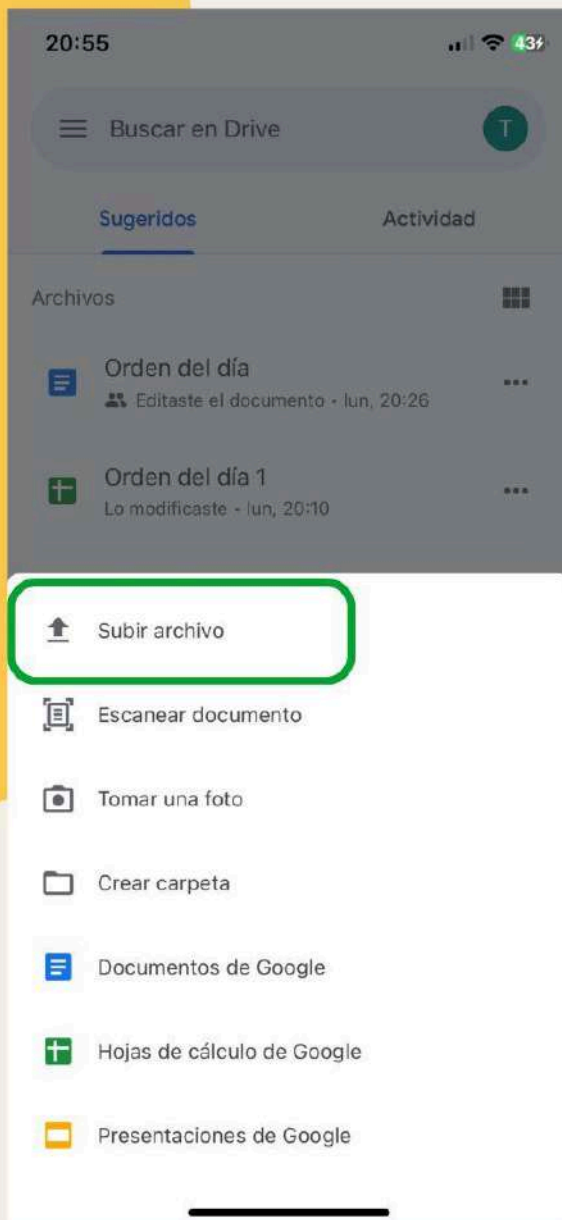 20:55
43
Buscar en Drive
T
Sugeridos
Actividad
Archivos
Orden del día
Editaste el documento • lun, 20:26
Orden del día 1
Lo modificaste • lun, 20:10
Subir archivo
Escanear documento
Tomar una foto
Crear carpeta
Documentos de Google
Hojas de cálculo de Google
Presentaciones de Google